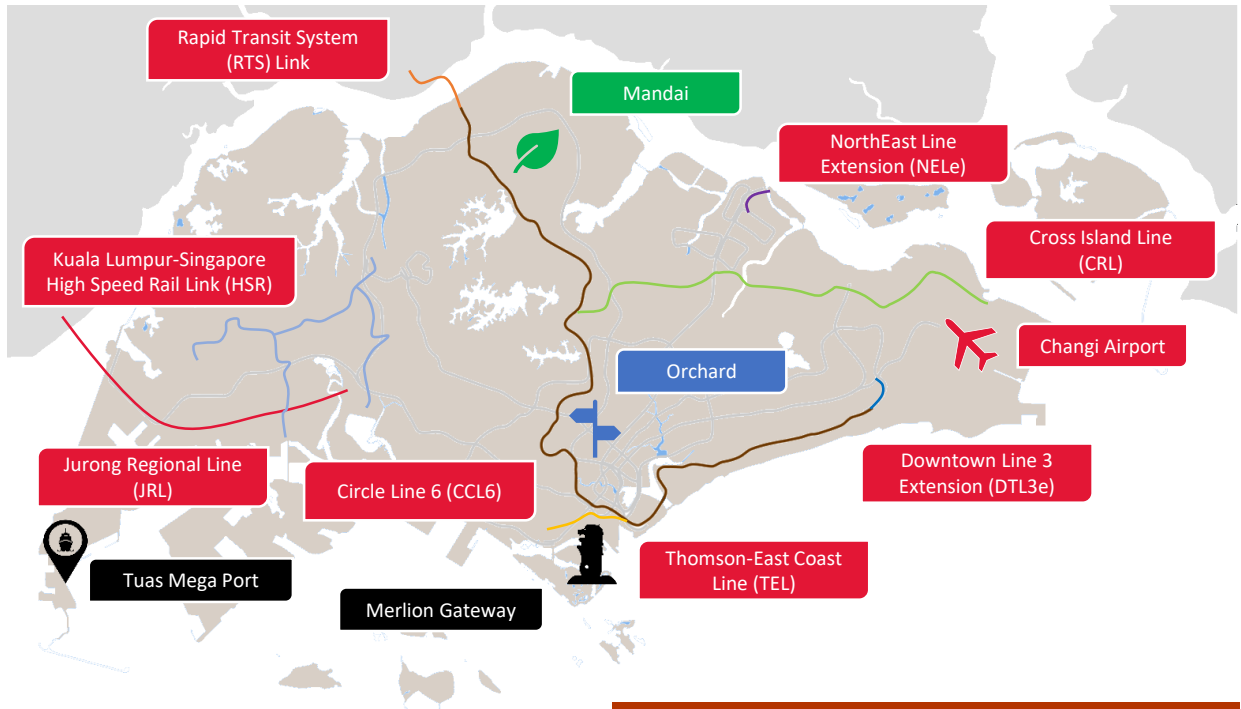 Rapid Transit System
(RTS) Link
Mandai
NorthEast Line
Extension (NELe)
Cross Island Line
(CRL)
Kuala Lumpur-Singapore
High Speed Rail Link (HSR)
Changi Airport
Orchard
Jurong Regional Line
(JRL)
Circle Line 6 (CCL6)
Downtown Line 3
Extension (DTL3e)
Thomson-East Coast
Line (TEL)
Tuas Mega Port
Merlion Gateway